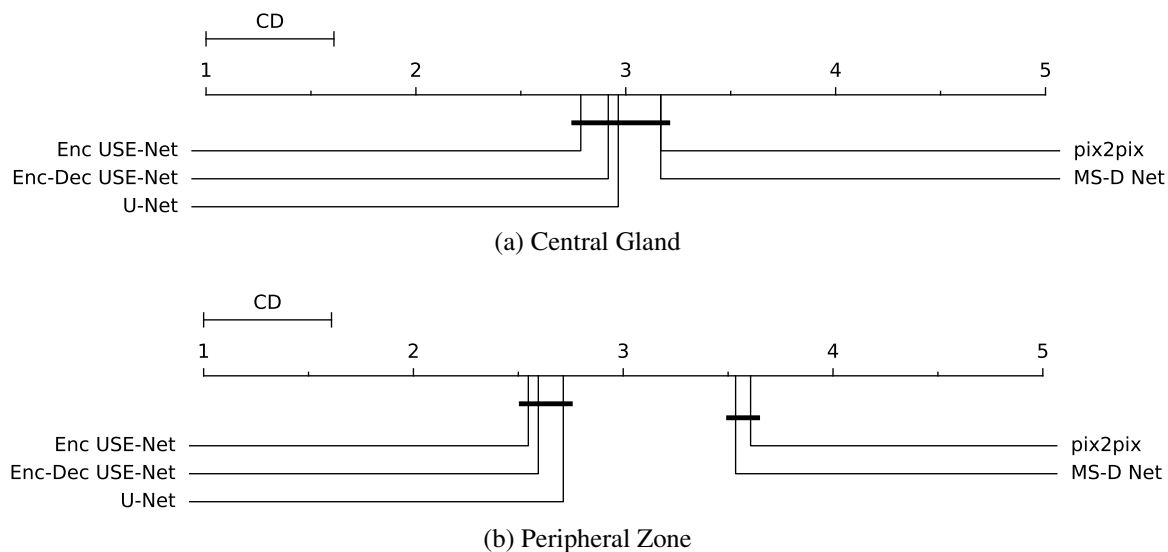 CD
1 2 3 4 5
Enc USE-Net pix2pix
Enc-Dec USE-Net MS-D Net
U-Net
(a) Central Gland
CD
1 2 3 4 5
Enc USE-Net pix2pix
Enc-Dec USE-Net MS-D Net
U-Net
(b) Peripheral Zone